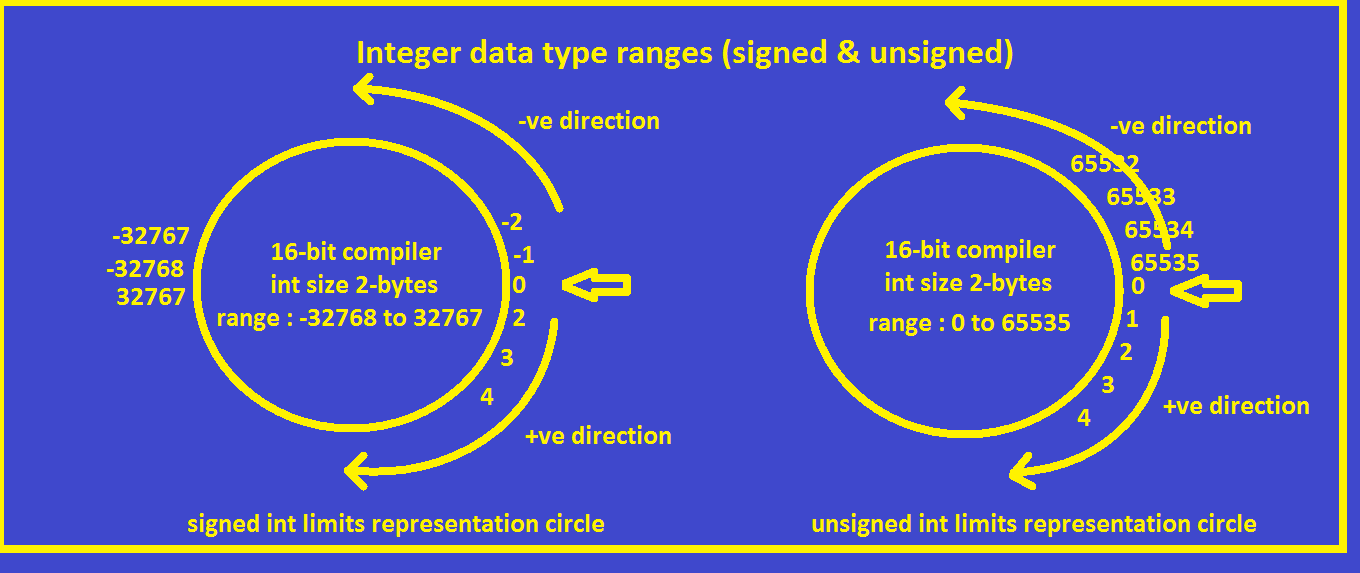 Integer data type ranges (signed & unsigned)
-ve direction
-2
-1
0
2
3
4
-32767
-32768
32767
16-bit compiler
int size 2-bytes
range : -32768 to 32767
+ve direction
signed int limits representation circle
-ve direction
65532
65533
65534
65535
0
1
2
3
4
16-bit compiler
int size 2-bytes
range : 0 to 65535
+ve direction
unsigned int limits representation circle